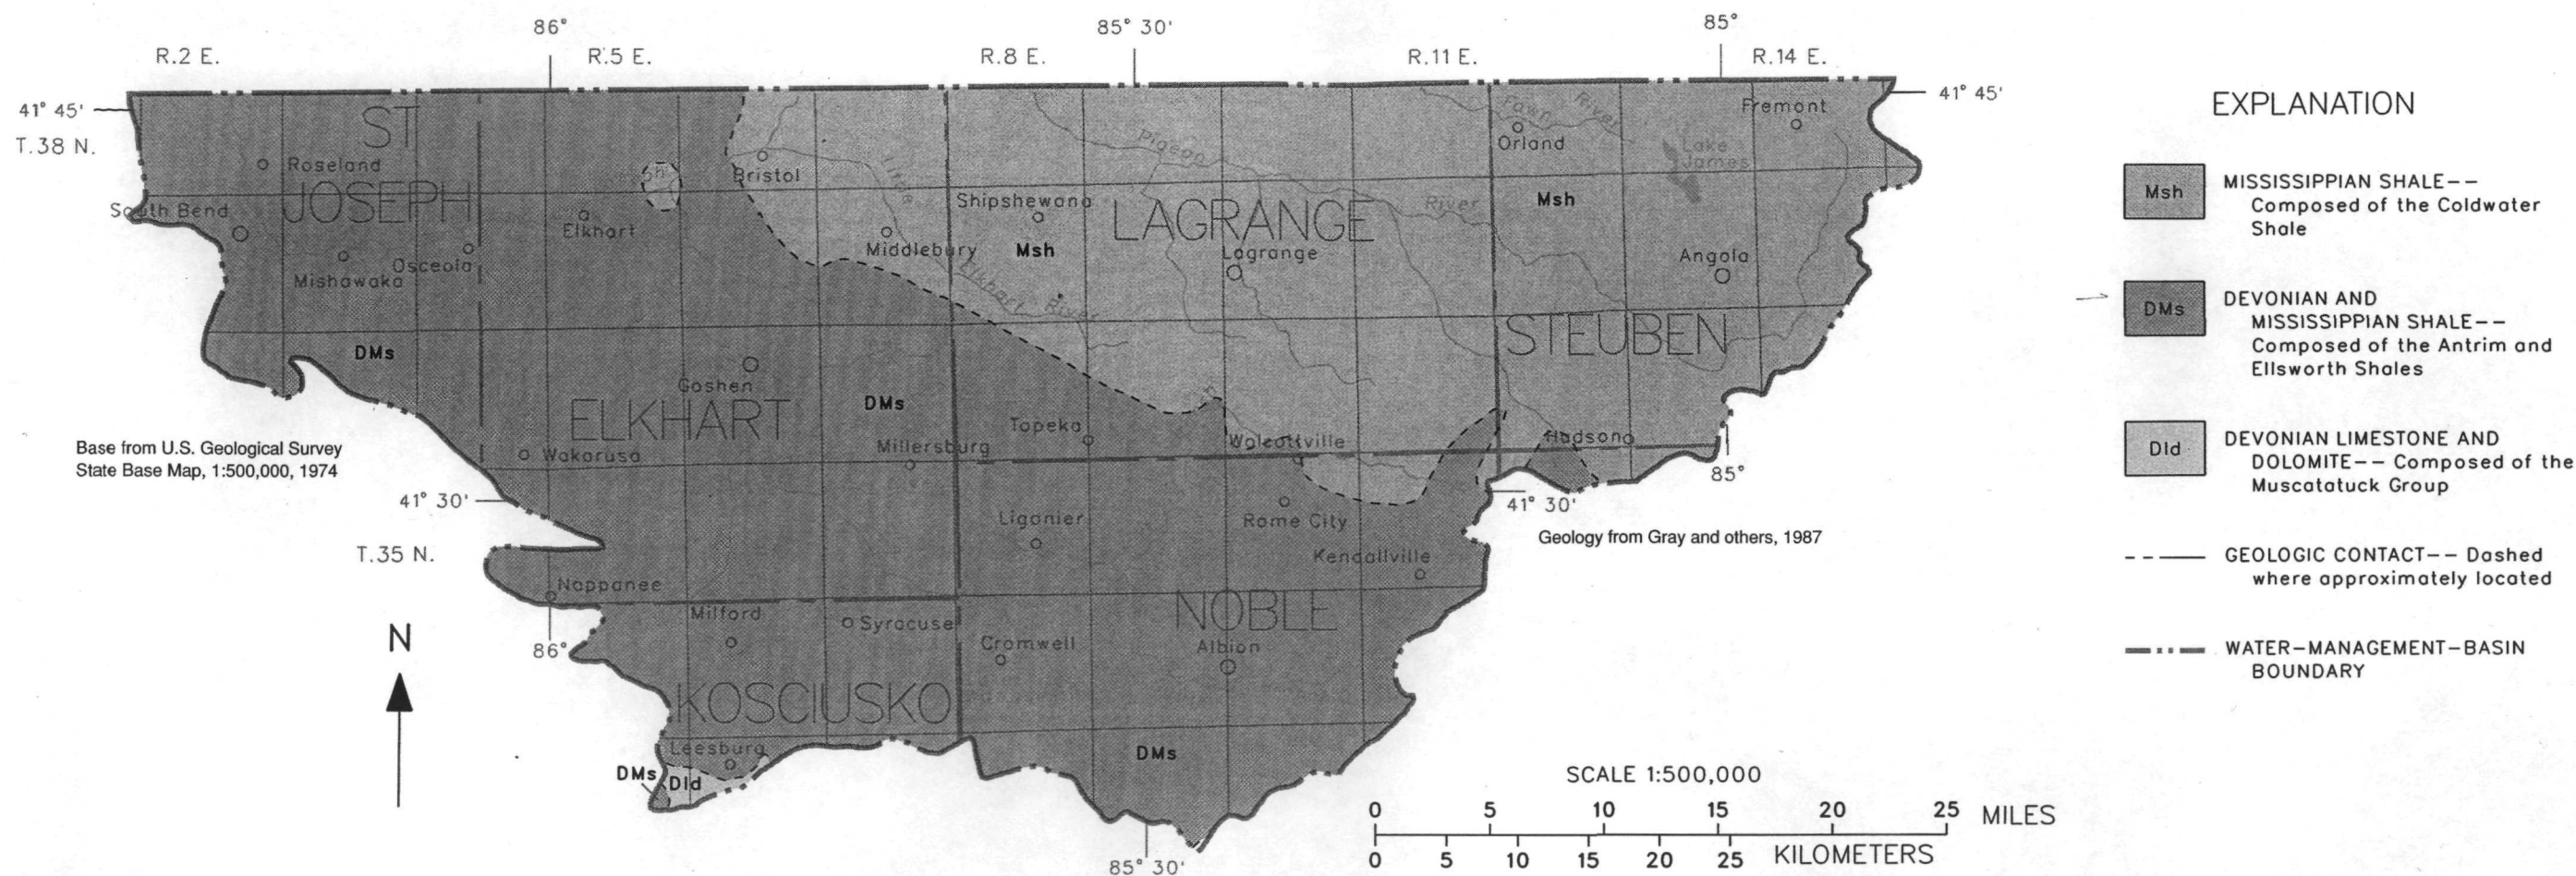 86°
85° 30'
85°
R.2 E.
R.5 E.
R.8 E.
R.11 E.
R.14 E.
41° 45'
41° 45'
T.38 N.
ST
JOSEPH
Roseland
South Bend
Mishawaka
Osceola
Elkhart
Bristol
Little
Elkhart
River
Middlebury
Shipshewana
Msh
Pigeon
River
LAGRANGE
Lagrange
Fawn
River
Orland
Lake
James
Fremont
Msh
Angola
STEUBEN
DMs
Goshen
ELKHART
DMs
Topeka
Millersburg
Wakarusa
Wolcottville
Hudson
85°
41° 30'
41° 30'
Base from U.S. Geological Survey
State Base Map, 1:500,000, 1974
Geology from Gray and others, 1987
Ligonier
Rome City
Kendallville
T.35 N.
Nappanee
Milford
Syracuse
Cromwell
NOBLE
Albion
86°
N
KOSCIUSKO
Leesburg
DMs
Dld
DMs
85° 30'
SCALE 1:500,000
0 5 10 15 20 25 MILES
0 5 10 15 20 25 KILOMETERS
EXPLANATION
Msh
MISSISSIPPIAN SHALE––
Composed of the Coldwater
Shale
DMs
DEVONIAN AND
MISSISSIPPIAN SHALE––
Composed of the Antrim and
Ellsworth Shales
Dld
DEVONIAN LIMESTONE AND
DOLOMITE–– Composed of the
Muscatatuck Group
GEOLOGIC CONTACT–– Dashed
where approximately located
WATER–MANAGEMENT–BASIN
BOUNDARY